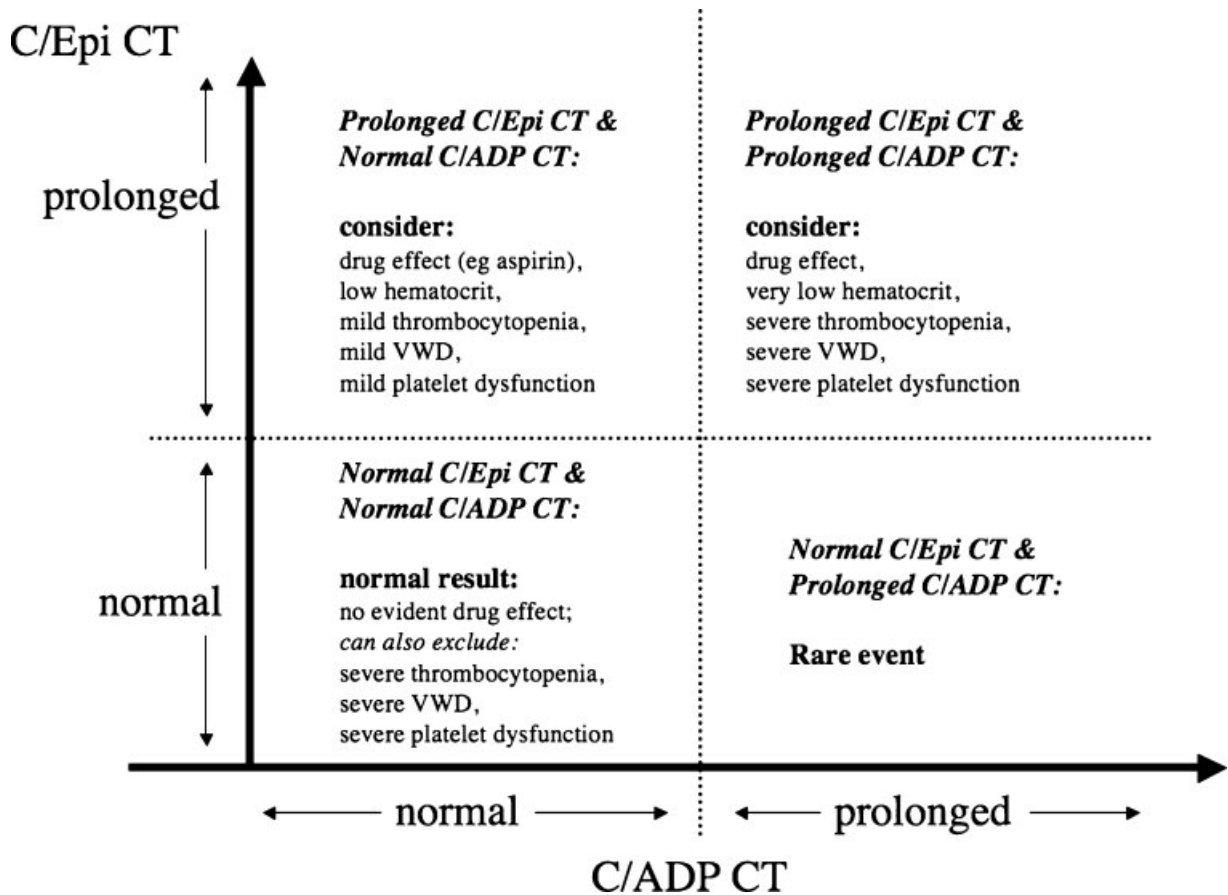 C/Epi CT
prolonged
normal
Prolonged C/Epi CT &
Normal C/ADP CT:
consider:
drug effect (eg aspirin),
low hematocrit,
mild thrombocytopenia,
mild VWD,
mild platelet dysfunction
Prolonged C/Epi CT &
Prolonged C/ADP CT:
consider:
drug effect,
very low hematocrit,
severe thrombocytopenia,
severe VWD,
severe platelet dysfunction
Normal C/Epi CT &
Normal C/ADP CT:
normal result:
no evident drug effect;
can also exclude:
severe thrombocytopenia,
severe VWD,
severe platelet dysfunction
Normal C/Epi CT &
Prolonged C/ADP CT:
Rare event
normal
prolonged
C/ADP CT